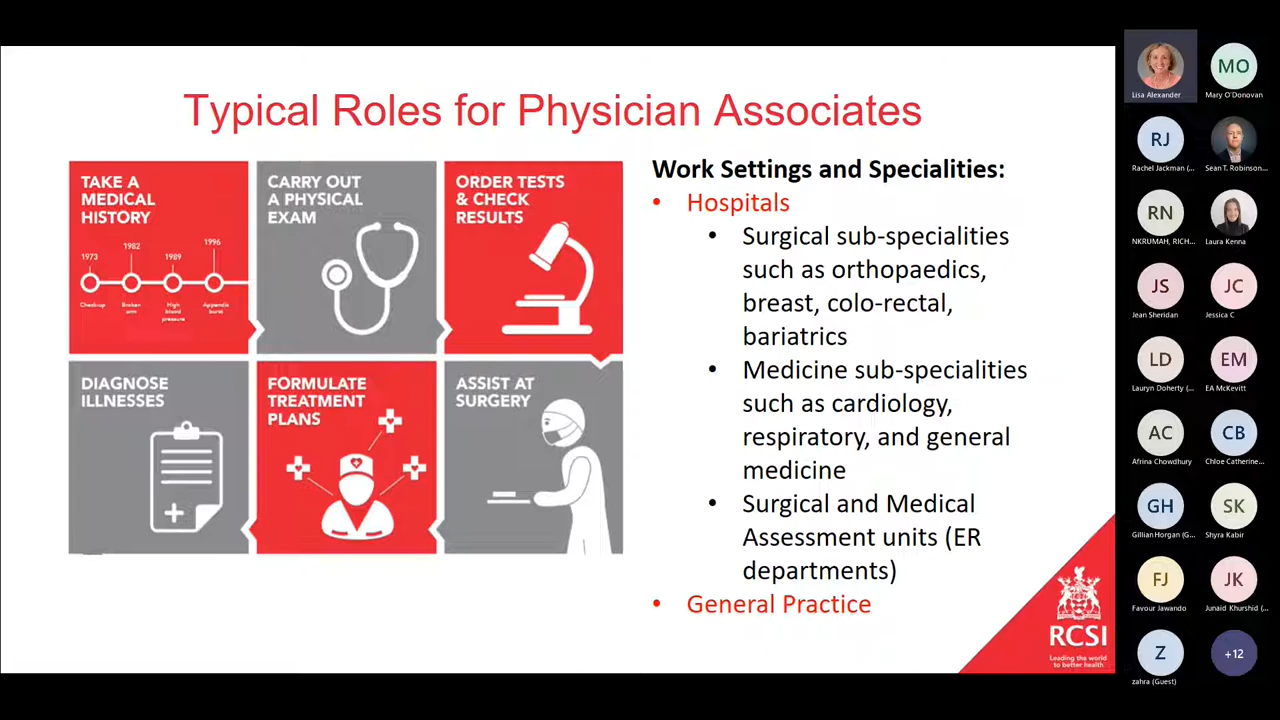 Typical Roles for Physician Associates
TAKE A
MEDICAL
HISTORY
1973
1982
1989
1996
Checkup
Broken
arm
High
blood
pressure
Appendix
burst
CARRY OUT
A PHYSICAL
EXAM
ORDER TESTS
& CHECK
RESULTS
DIAGNOSE
ILLNESSES
FORMULATE
TREATMENT
PLANS
ASSIST AT
SURGERY
Work Settings and Specialities:
• Hospitals
• Surgical sub-specialities
such as orthopaedics,
breast, colo-rectal,
bariatrics
• Medicine sub-specialities
such as cardiology,
respiratory, and general
medicine
• Surgical and Medical
Assessment units (ER
departments)
• General Practice
RCSI
Leading the world
to better health
Lisa Alexander
MO
Mary O'Donovan
RJ
Rachel Jackman (...
Sean T. Robinson...
RN
NKRUMAH, RICH...
Laura Kenna
JS
Jean Sheridan
JC
Jessica C
LD
Lauryn Doherty (...
EM
EA McKevitt
AC
Afrina Chowdhury
CB
Chloe Catherine...
GH
Gillian Horgan (G...
SK
Shyra Kabir
FJ
Favour Jawando
JK
Junaid Khurshid (...
Z
zahra (Guest)
+12